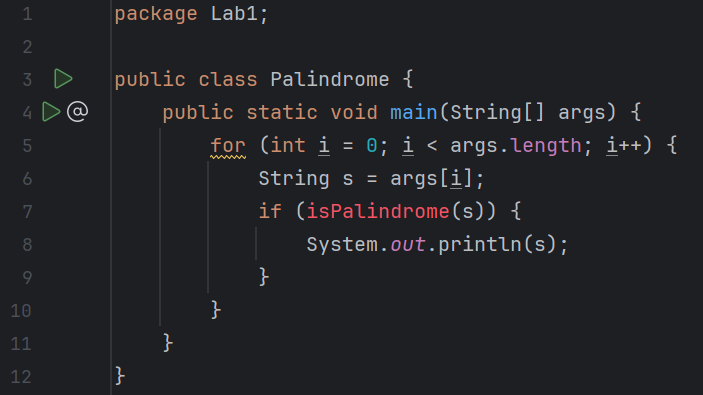 1 package Lab1;
2
3 public class Palindrome {
4 @ public static void main(String[] args) {
5 for (int i = 0; i < args.length; i++) {
6 String s = args[i];
7 if (isPalindrome(s)) {
8 System.out.println(s);
9 }
10 }
11 }
12 }